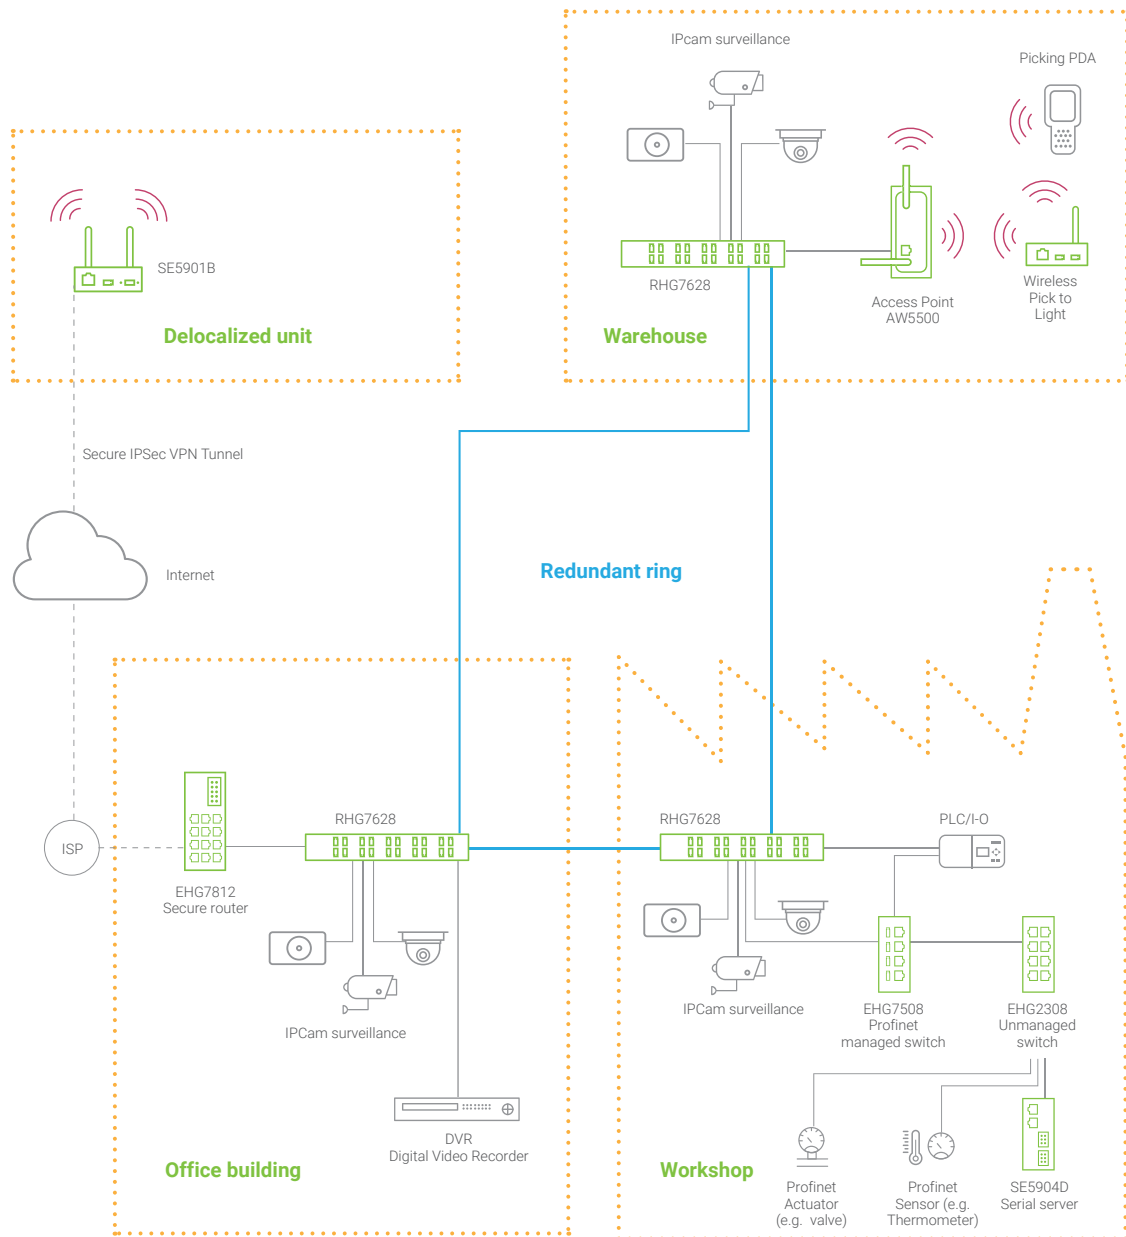 IPcam surveillance
Picking PDA
SE5901B
RHG7628
Wireless
Pick to
Light
Access Point
AW5500
Delocalized unit
Warehouse
Secure IPSec VPN Tunnel
Internet
Redundant ring
RHG7628
RHG7628
PLC/I-O
ISP
EHG7812
Secure router
IPCam surveillance
IPCam surveillance
EHG7508
Profinet
managed switch
EHG2308
Unmanaged
switch
DVR
Digital Video Recorder
Office building
Workshop
Profinet
Actuator
(e.g. valve)
Profinet
Sensor (e.g.
Thermometer)
SE5904D
Serial server